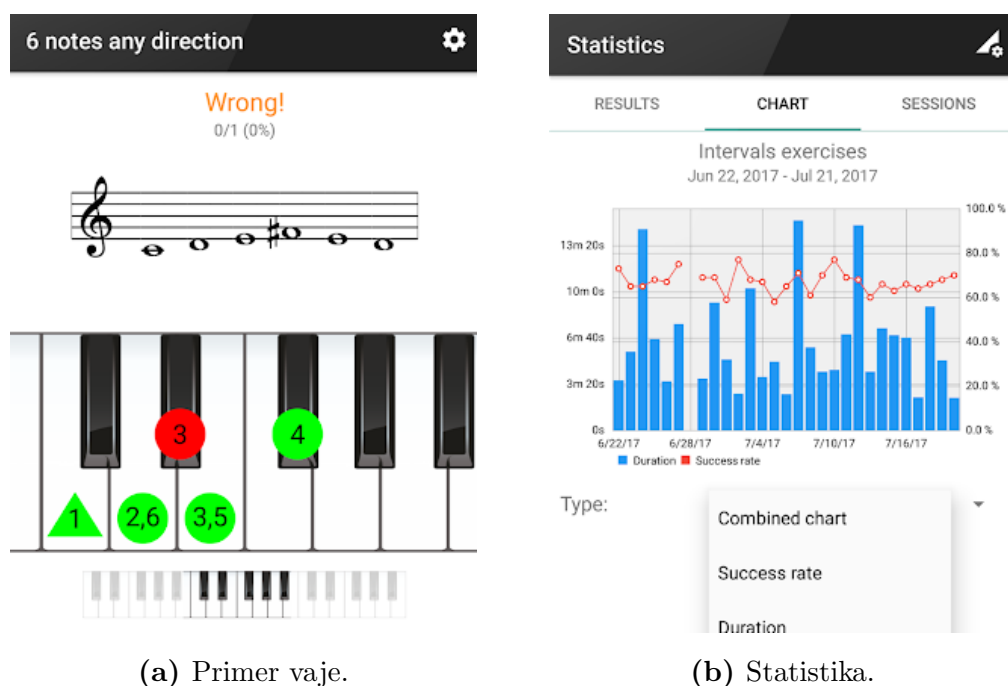 6 notes any direction
Wrong!
0/1 (0%)
3
4
1
2,6
3,5
(a) Primer vaje.
Statistics
RESULTS CHART SESSIONS
Intervals exercises
Jun 22, 2017 - Jul 21, 2017
100.0 %
13m 20s
80.0 %
10m 0s
60.0 %
6m 40s
40.0 %
3m 20s
20.0 %
0s
0.0 %
6/22/17 6/28/17 7/4/17 7/10/17 7/16/17
Duration Success rate
Type:
Combined chart
Success rate
Duration
(b) Statistika.